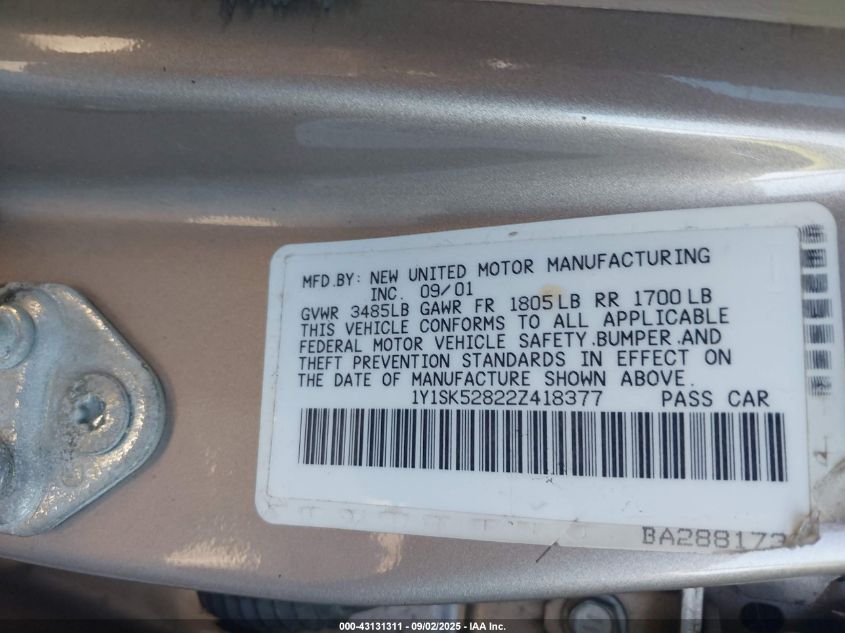 MFD.BY: NEW UNITED MOTOR MANUFACTURING
INC. 09/01
GVWR 3485LB GAWR FR 1805LB RR 1700LB
THIS VEHICLE CONFORMS TO ALL APPLICABLE
FEDERAL MOTOR VEHICLE SAFETY,BUMPER,AND
THEFT PREVENTION STANDARDS IN EFFECT ON
THE DATE OF MANUFACTURE SHOWN ABOVE.
1Y1SK52822Z418377 PASS CAR
BA288173
000-43131311 - 09/02/2025 - IAA Inc.